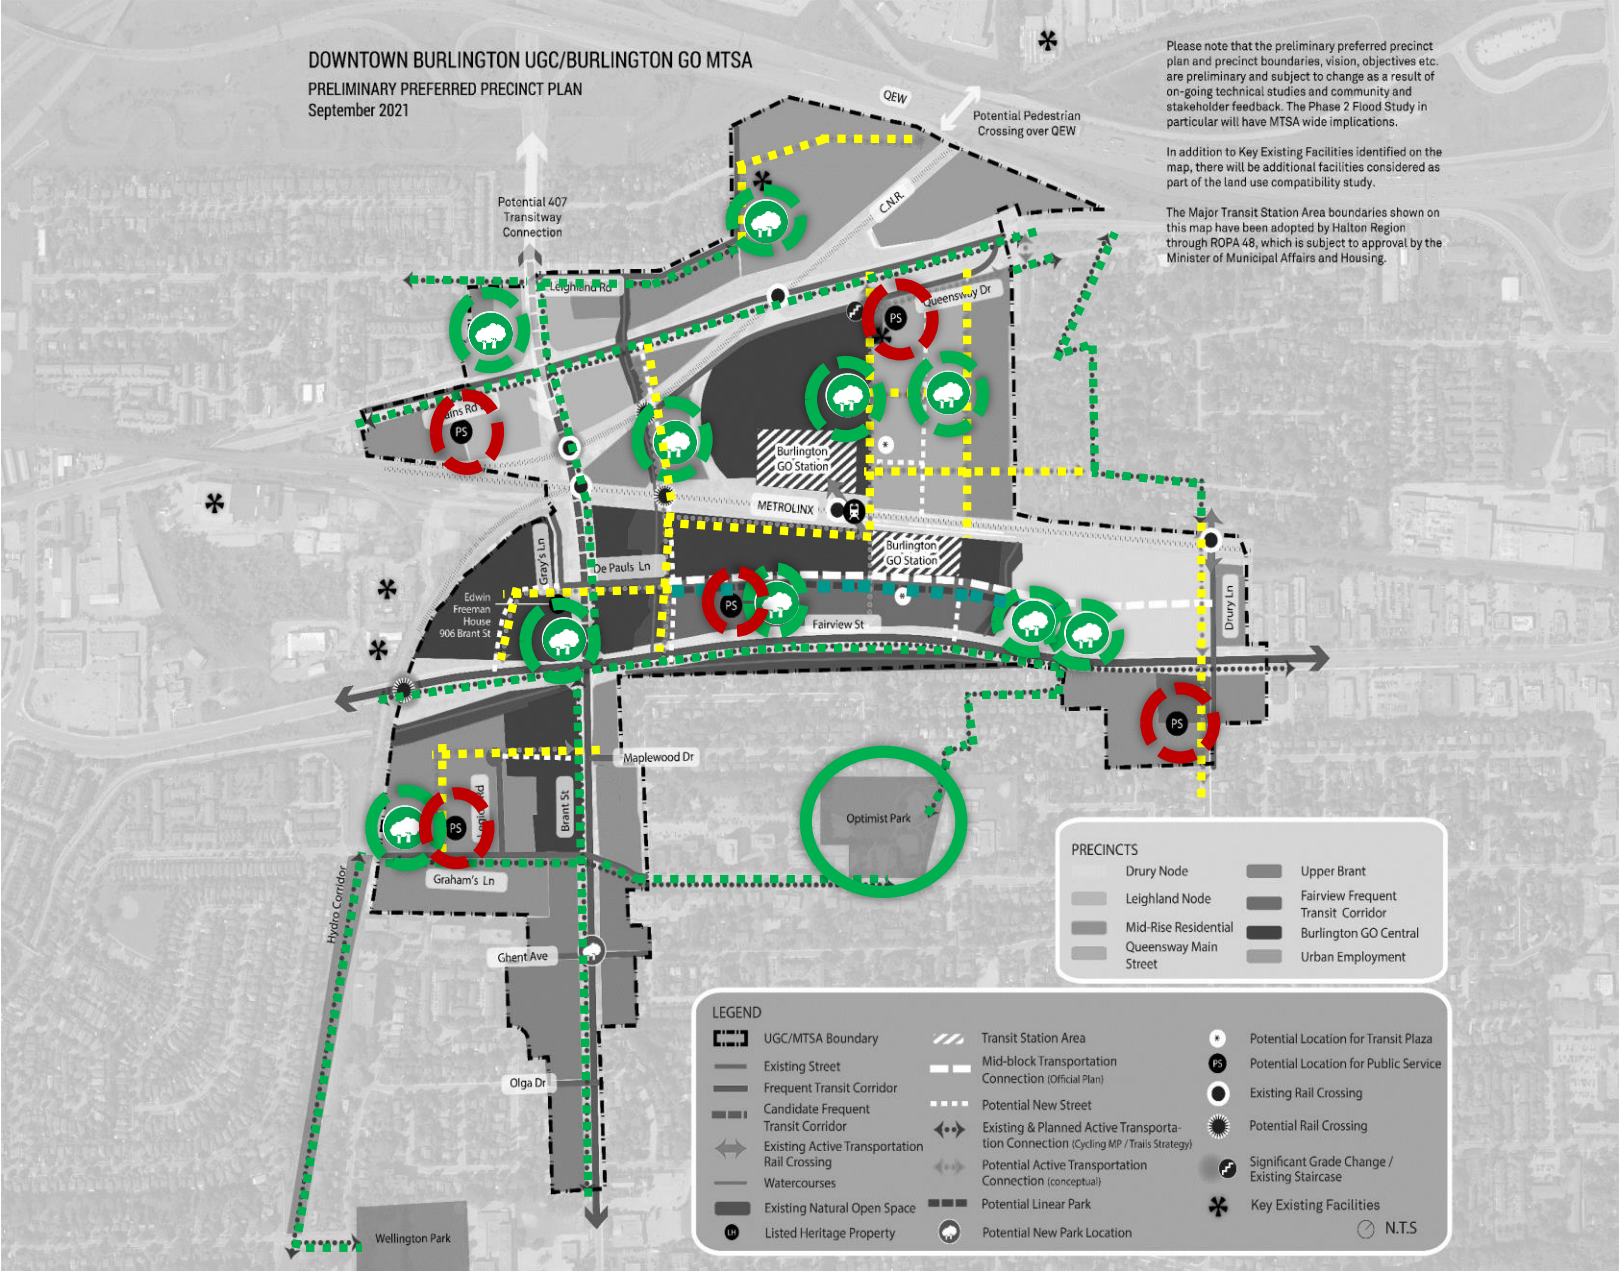 DOWNTOWN BURLINGTON UGC/BURLINGTON GO MTSA
PRELIMINARY PREFERRED PRECINCT PLAN
September 2021
Please note that the preliminary preferred precinct
plan and precinct boundaries, vision, objectives etc.
are preliminary and subject to change as a result of
on-going technical studies and community and
stakeholder feedback. The Phase 2 Flood Study in
particular will have MTSA wide implications.
In addition to Key Existing Facilities identified on the
map, there will be additional facilities considered as
part of the land use compatibility study.
The Major Transit Station Area boundaries shown on
this map have been adopted by Halton Region
through ROPA 48, which is subject to approval by the
Minister of Municipal Affairs and Housing.
QEW
Potential Pedestrian
Crossing over QEW
Potential 407
Transitway
Connection
C.N.R.
Leighland Rd
Queensway Dr
PS
Rd
PS
Burlington
GO Station
METROLINX
Burlington
GO Station
Gray's Ln
De Pauls Ln
Edwin
Freeman
House
906 Brant St
PS
Fairview St
Drury Ln
PS
Maplewood Dr
Brant St
Rd
PS
Optimist Park
Graham's Ln
Hydro Corridor
Ghent Ave
Olga Dr
Wellington Park
PRECINCTS
Drury Node
Leighland Node
Mid-Rise Residential
Queensway Main
Street
Upper Brant
Fairview Frequent
Transit Corridor
Burlington GO Central
Urban Employment
LEGEND
UGC/MTSA Boundary
Existing Street
Frequent Transit Corridor
Candidate Frequent
Transit Corridor
Existing Active Transportation
Rail Crossing
Watercourses
Existing Natural Open Space
LH Listed Heritage Property
Transit Station Area
Mid-block Transportation
Connection (Official Plan)
Potential New Street
Existing & Planned Active Transporta-
tion Connection (Cycling MP / Trails Strategy)
Potential Active Transportation
Connection (conceptual)
Potential Linear Park
Potential New Park Location
Potential Location for Transit Plaza
PS Potential Location for Public Service
Existing Rail Crossing
Potential Rail Crossing
Significant Grade Change /
Existing Staircase
Key Existing Facilities
N.T.S